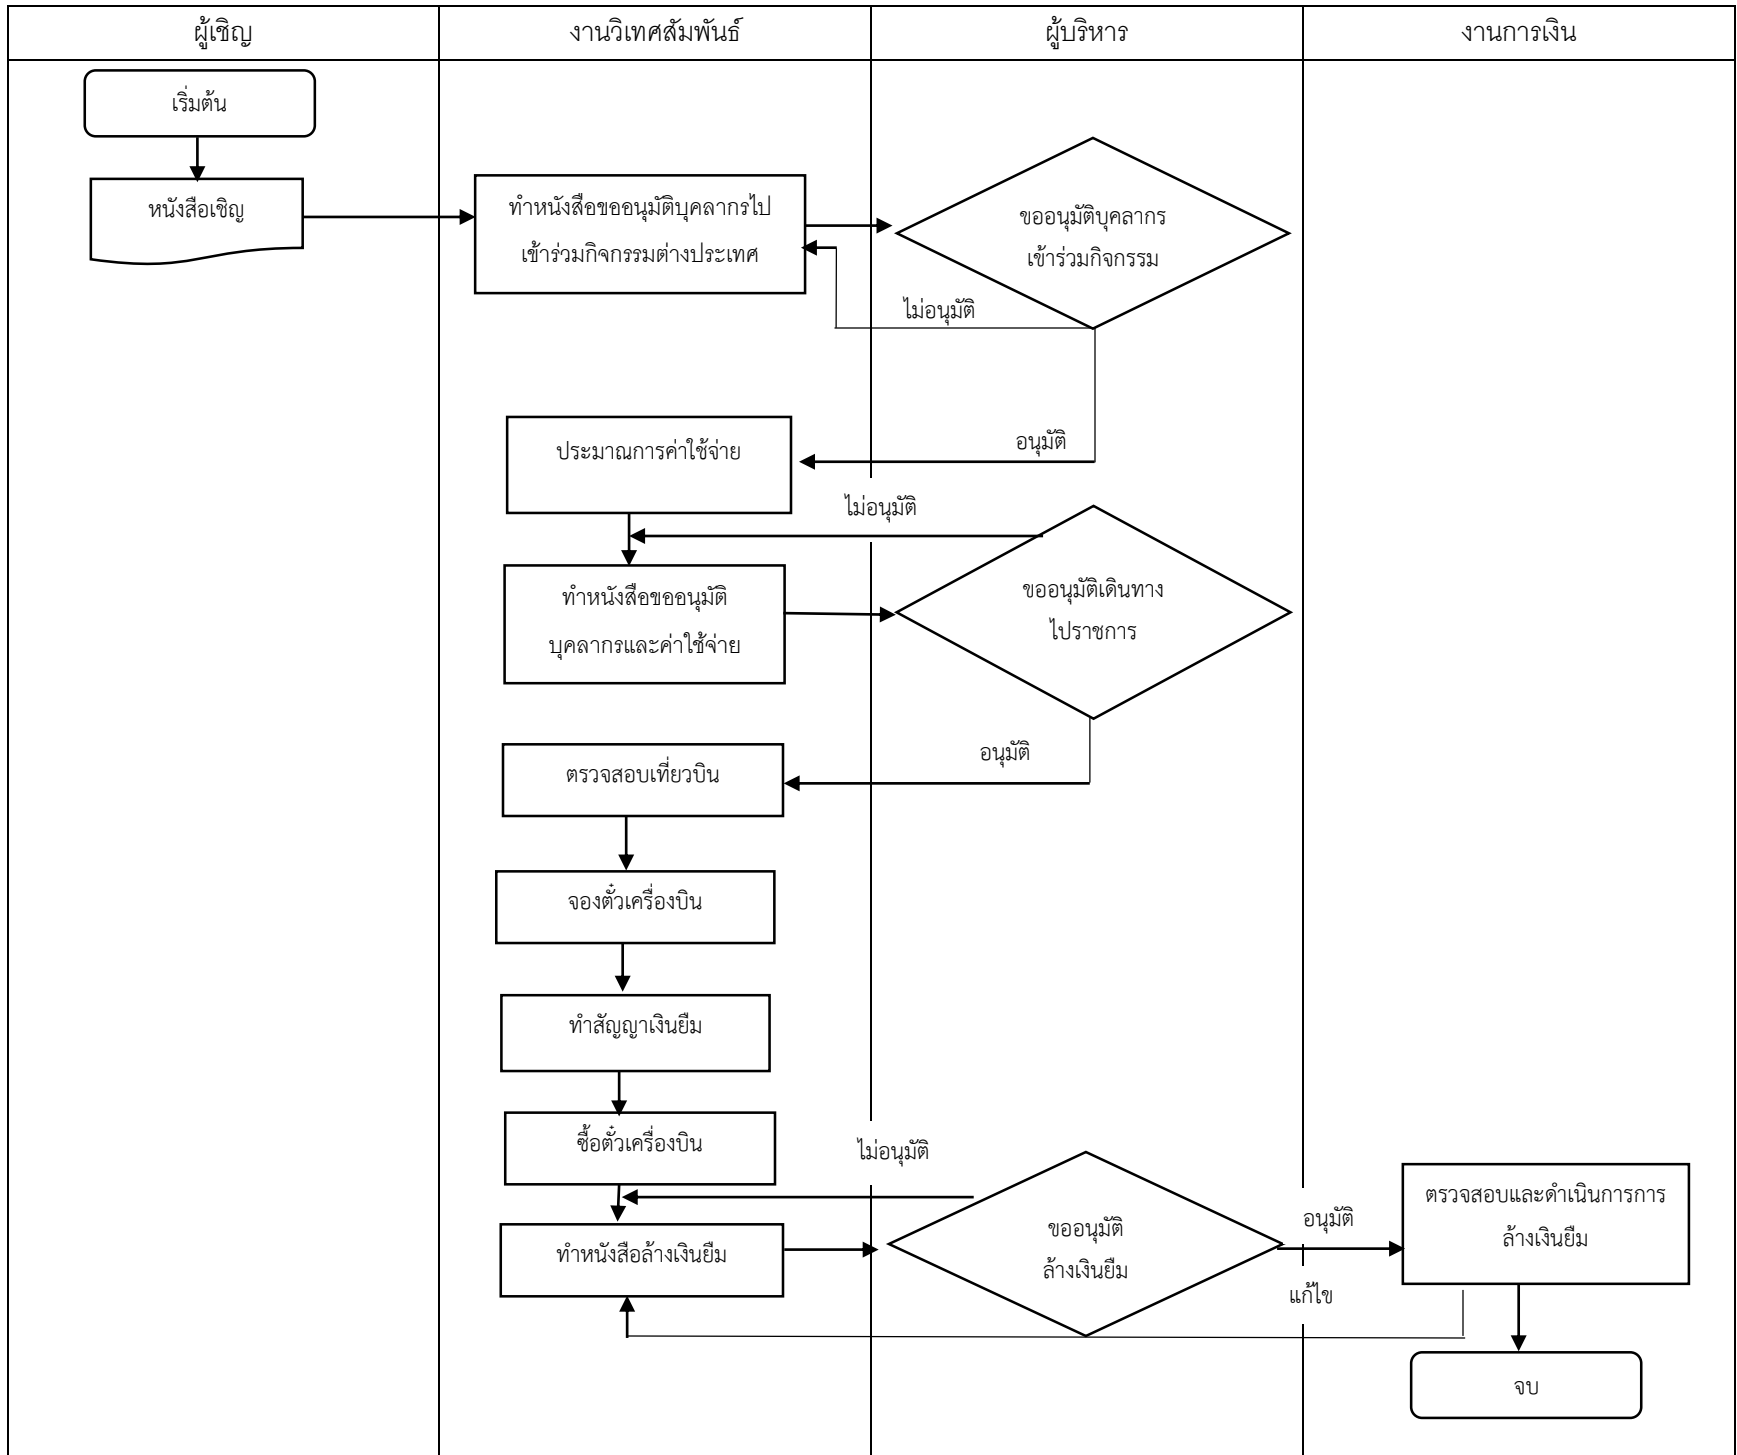 ผู้เชิญ
งานวิเทศสัมพันธ์
ผู้บริหาร
งานการเงิน
เริ่มต้น
หนังสือเชิญ
ทำหนังสือขออนุมัติบุคลากรไป
เข้าร่วมกิจกรรมต่างประเทศ
ขออนุมัติบุคลากร
เข้าร่วมกิจกรรม
ไม่อนุมัติ
อนุมัติ
ประมาณการค่าใช้จ่าย
ไม่อนุมัติ
ทำหนังสือขออนุมัติ
บุคลากรและค่าใช้จ่าย
ขออนุมัติเดินทาง
ไปราชการ
อนุมัติ
ตรวจสอบเที่ยวบิน
จองตั๋วเครื่องบิน
ทำสัญญาเงินยืม
ซื้อตั๋วเครื่องบิน
ไม่อนุมัติ
ทำหนังสือล้างเงินยืม
ขออนุมัติ
ล้างเงินยืม
อนุมัติ
ตรวจสอบและดำเนินการการ
ล้างเงินยืม
แก้ไข
จบ